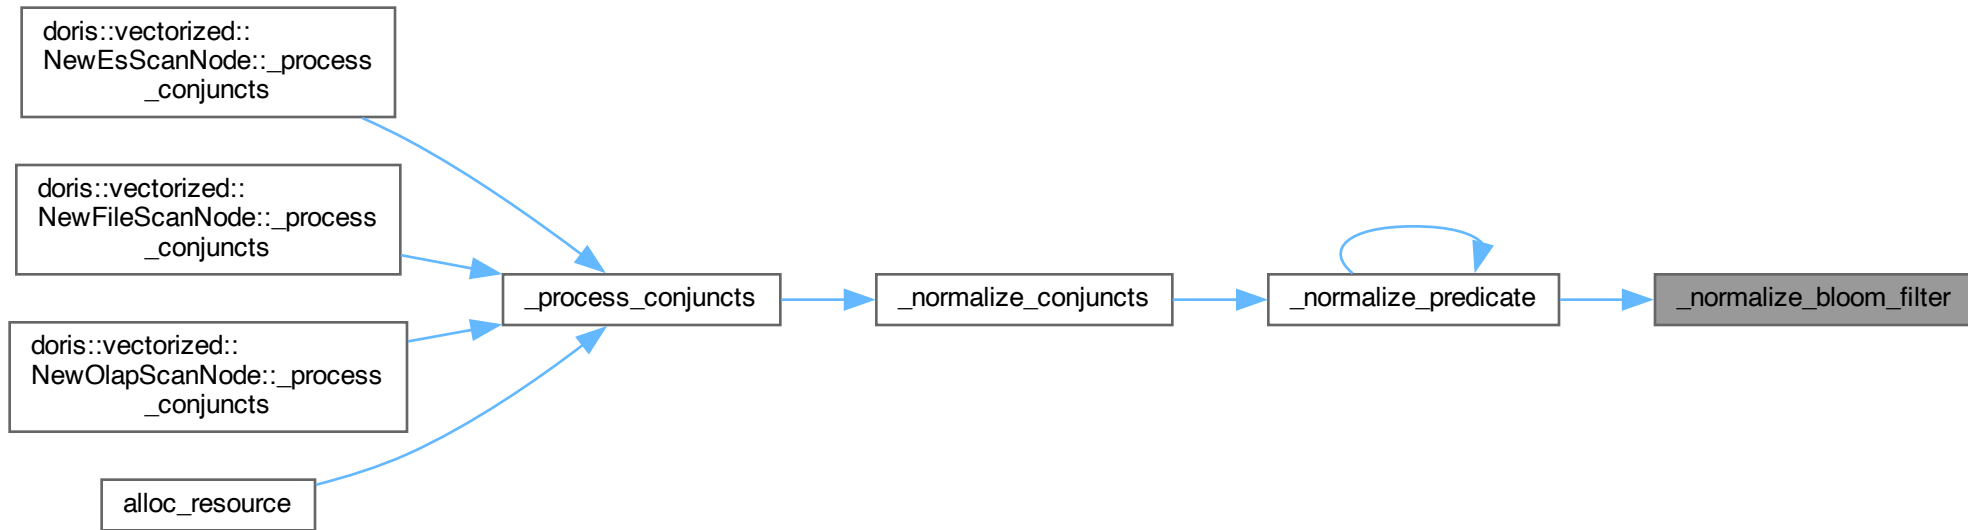 doris::vectorized::
NewEsScanNode::_process
_conjuncts
doris::vectorized::
NewFileScanNode::_process
_conjuncts
doris::vectorized::
NewOlapScanNode::_process
_conjuncts
alloc_resource
_process_conjuncts
_normalize_conjuncts
_normalize_predicate
_normalize_bloom_filter